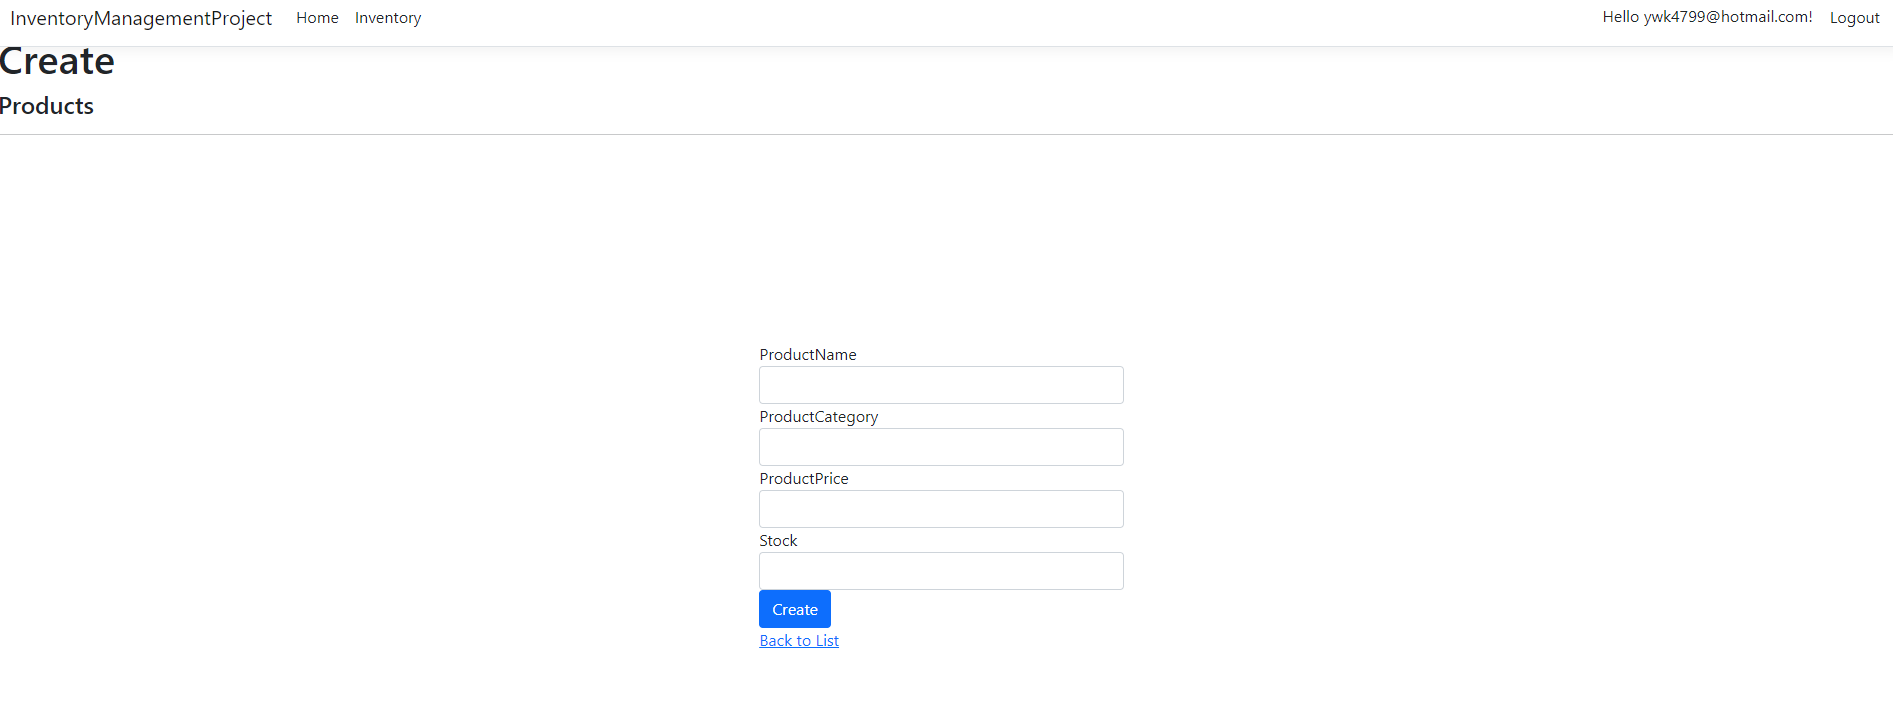 InventoryManagementProject Home Inventory Hello ywk4799@hotmail.com! Logout
Create
Products
ProductName
ProductCategory
ProductPrice
Stock
Create
Back to List